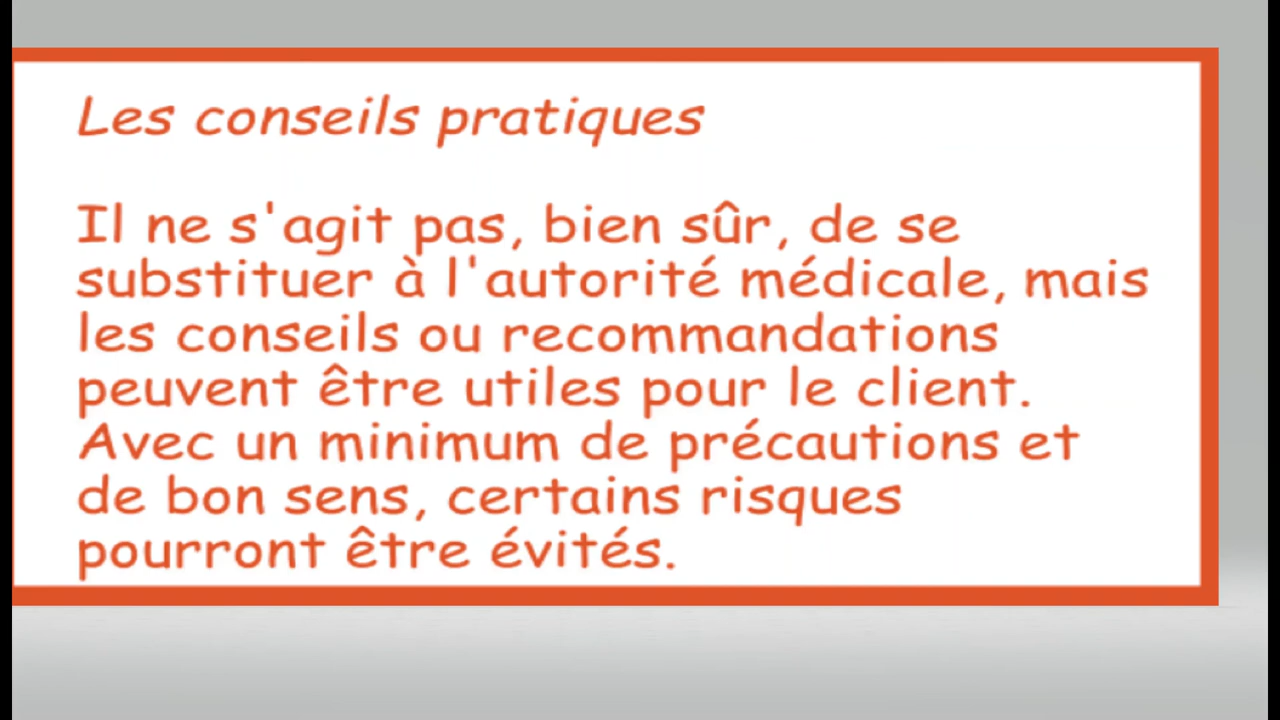 Les conseils pratiques
Il ne s'agit pas, bien sûr, de se
substituer à l'autorité médicale, mais
les conseils ou recommandations
peuvent être utiles pour le client.
Avec un minimum de précautions et
de bon sens, certains risques
pourront être évités.